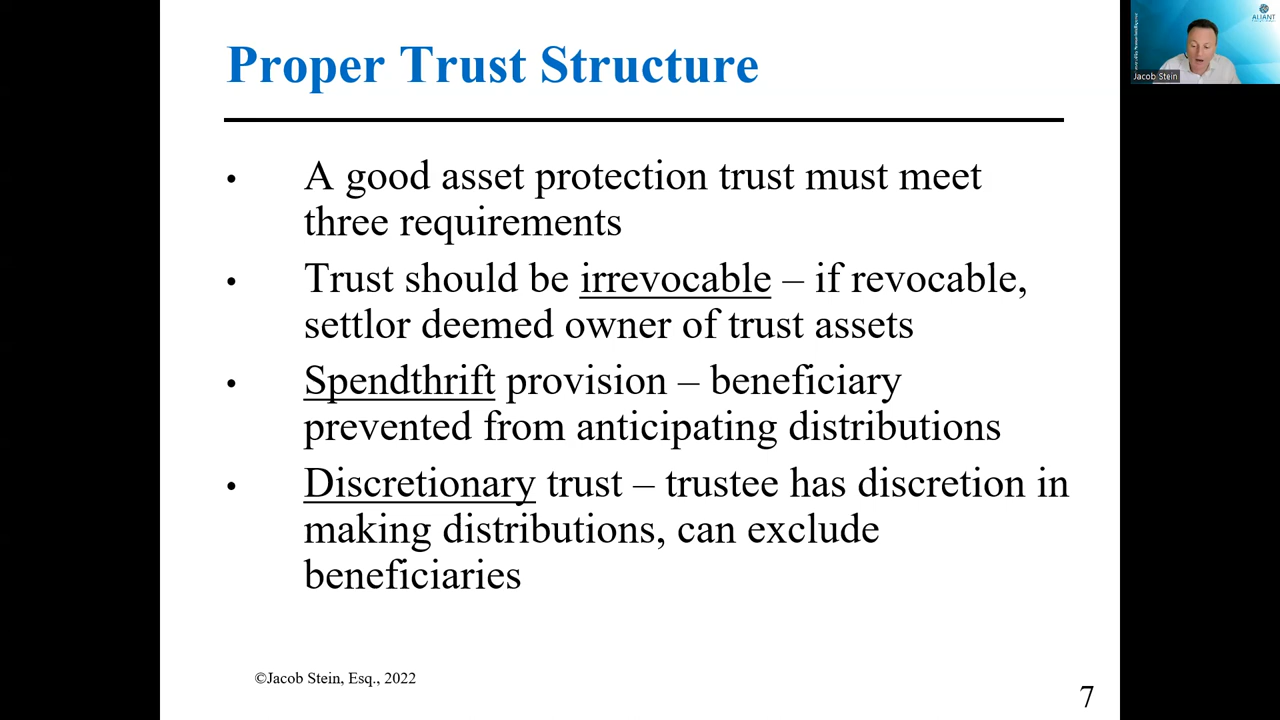 Proper Trust Structure
• A good asset protection trust must meet
three requirements
• Trust should be irrevocable – if revocable,
settlor deemed owner of trust assets
• Spendthrift provision – beneficiary
prevented from anticipating distributions
• Discretionary trust – trustee has discretion in
making distributions, can exclude
beneficiaries
©Jacob Stein, Esq., 2022
7
ALIANT
Jacob Stein